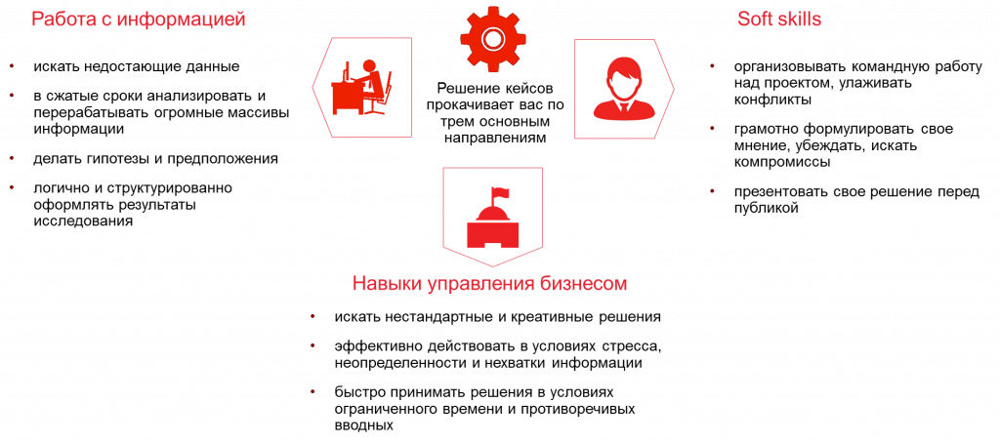 Работа с информацией
• искать недостающие данные
• в сжатые сроки анализировать и
перерабатывать огромные массивы
информации
• делать гипотезы и предположения
• логично и структурированно
оформлять результаты
исследования
Решение кейсов
прокачивает вас по
трем основным
направлениям
Soft skills
• организовывать командную работу
над проектом, улаживать
конфликты
• грамотно формулировать свое
мнение, убеждать, искать
компромиссы
• презентовать свое решение перед
публикой
Навыки управления бизнесом
• искать нестандартные и креативные решения
• эффективно действовать в условиях стресса,
неопределенности и нехватки информации
• быстро принимать решения в условиях
ограниченного времени и противоречивых
вводных